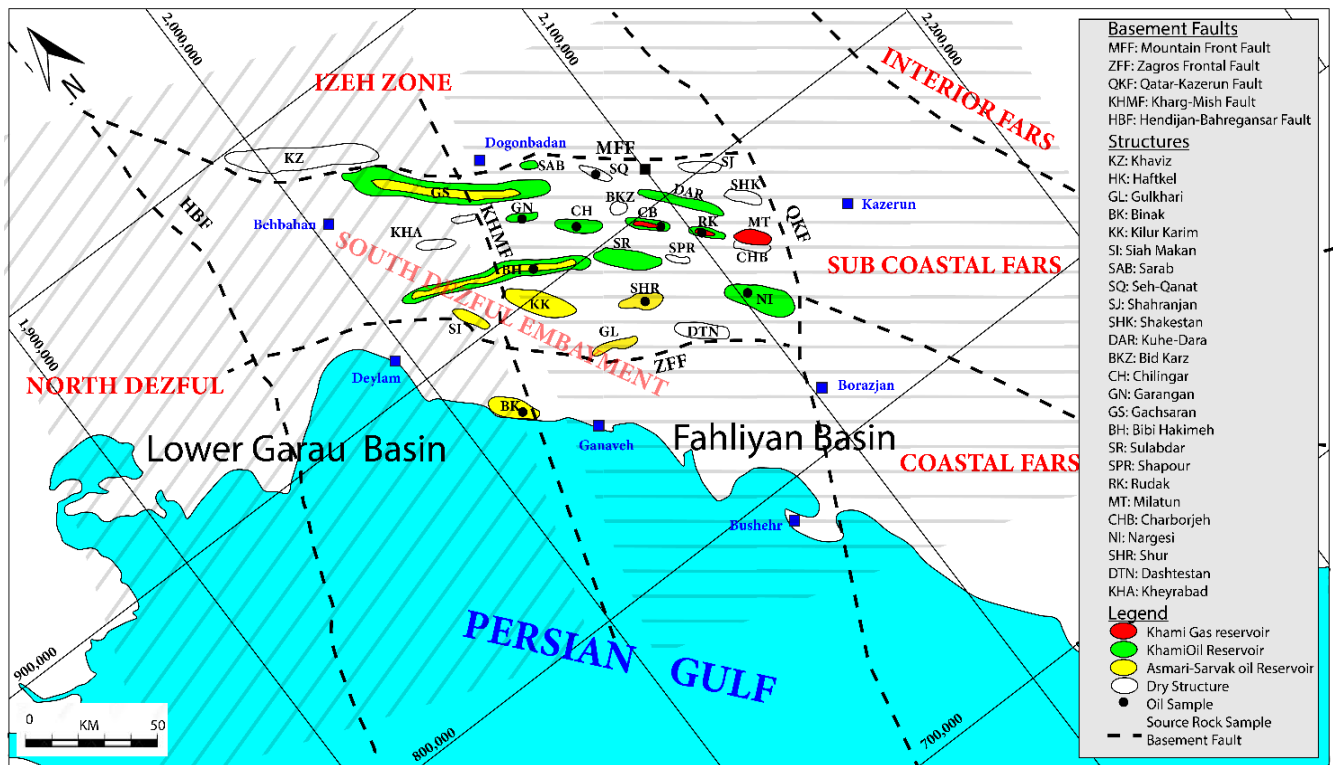 2,000,000
2,100,000
2,200,000
N
IZEH ZONE
INTERIOR FARS
Dogonbadan
MFF
KZ
SAB
SQ
SJ
GS
BKZ
DAR
SHK
HBF
Behbahan
KHMF
GN
CH
CB
RK
MT
QKF
Kazerun
KHA
SR
SPR
CHB
SOUTH DEZFUL EMBAYMENT
BH
SUB COASTAL FARS
KK
SHR
NI
SI
GL
DTN
1,900,000
ZFF
NORTH DEZFUL
Deylam
Borazjan
BK
Ganaveh
Lower Garau Basin
Fahliyan Basin
COASTAL FARS
Bushehr
PERSIAN GULF
900,000
800,000
700,000
0 KM 50
Basement Faults
MFF: Mountain Front Fault
ZFF: Zagros Frontal Fault
QKF: Qatar-Kazerun Fault
KHMF: Kharg-Mish Fault
HBF: Hendijan-Bahregansar Fault
Structures
KZ: Khaviz
HK: Haftkel
GL: Gulkhari
BK: Binak
KK: Kilur Karim
SI: Siah Makan
SAB: Sarab
SQ: Seh-Qanat
SJ: Shahranjan
SHK: Shakestan
DAR: Kuhe-Dara
BKZ: Bid Karz
CH: Chilingar
GN: Garangan
GS: Gachsaran
BH: Bibi Hakimeh
SR: Sulabdar
SPR: Shapour
RK: Rudak
MT: Milatun
CHB: Charborjeh
NI: Nargesi
SHR: Shur
DTN: Dashtestan
KHA: Kheyrabad
Legend
Khami Gas reservoir
KhamiOil Reservoir
Asmari-Sarvak oil Reservoir
Dry Structure
Oil Sample
Source Rock Sample
Basement Fault